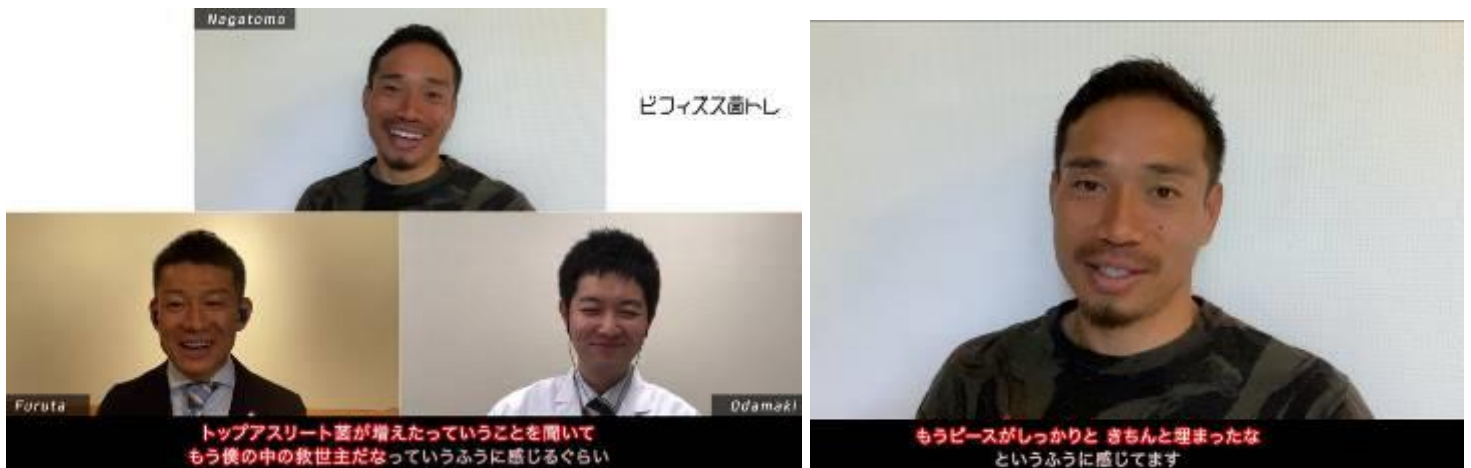 Nagatomo
ビフィズス菌トレ
Foruta
Odamaki
トップアスリート菌が増えたっていうことを聞いて
もう僕の中の救世主だなっていうふうに感じるぐらい
もうピースがしっかりと きちんと埋まったな
というふうに感じてます